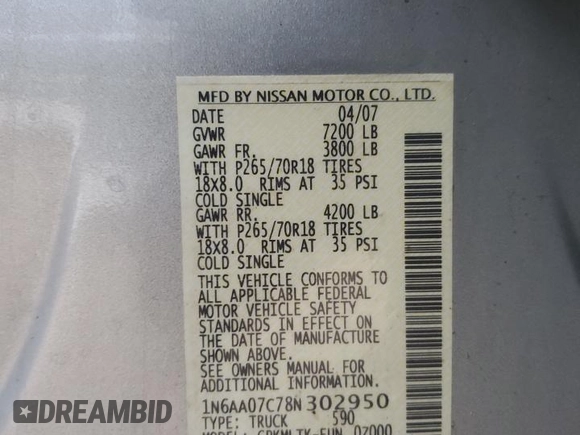 MFD BY NISSAN MOTOR CO., LTD.
DATE 04/07
GVWR 7200 LB
GAWR FR. 3800 LB
WITH P265/70R18 TIRES
18X8.0 RIMS AT 35 PSI
COLD SINGLE
GAWR RR. 4200 LB
WITH P265/70R18 TIRES
18X8.0 RIMS AT 35 PSI
COLD SINGLE
THIS VEHICLE CONFORMS TO
ALL APPLICABLE FEDERAL
MOTOR VEHICLE SAFETY
STANDARDS IN EFFECT ON
THE DATE OF MANUFACTURE
SHOWN ABOVE.
SEE OWNERS MANUAL FOR
ADDITIONAL INFORMATION
1N6AA07C78N302950
TYPE: TRUCK 590
DREAMBID